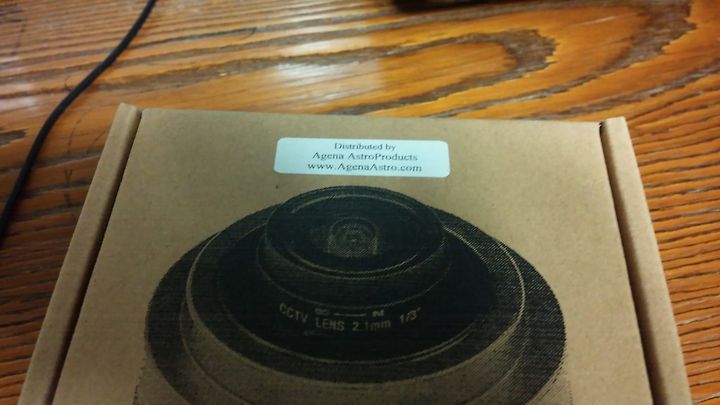 Distributed by
Agena AstroProducts
www.AgenaAstro.com
CCTV LENS 2.1mm 1/3"